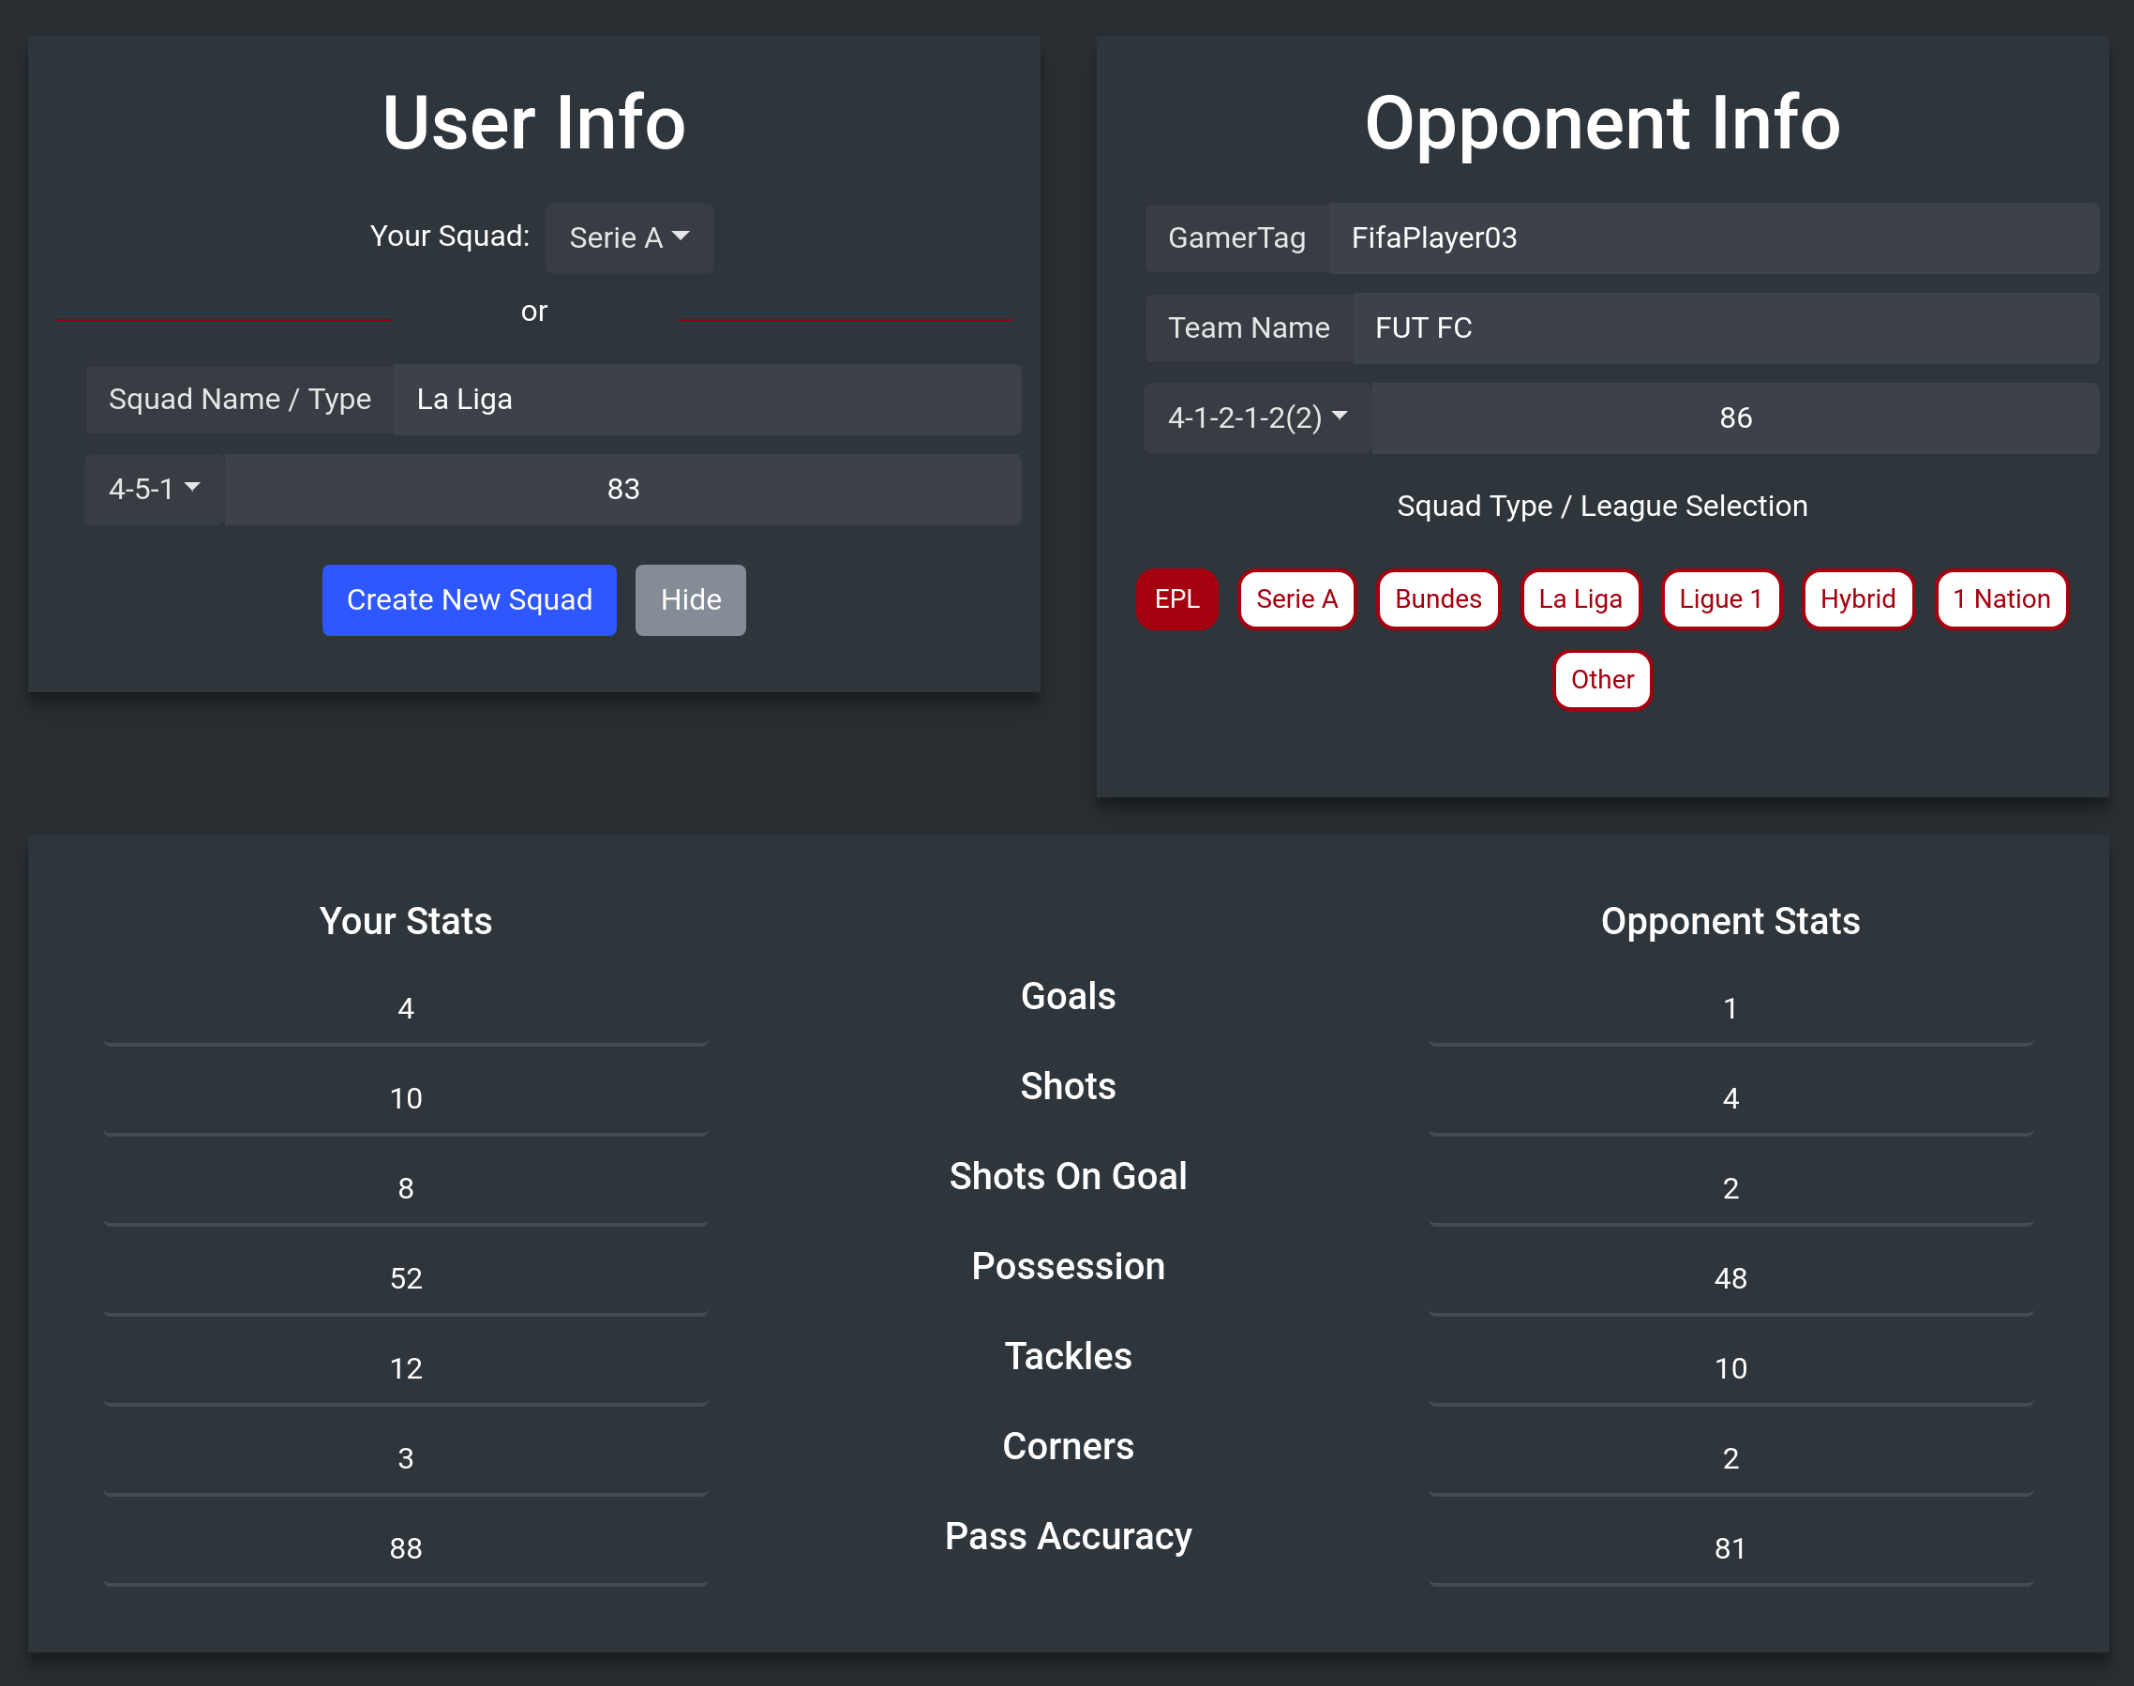 User Info
Your Squad: Serie A
or
Squad Name / Type La Liga
4-5-1 83
Create New Squad Hide
Opponent Info
GamerTag FifaPlayer03
Team Name FUT FC
4-1-2-1-2(2) 86
Squad Type / League Selection
EPL Serie A Bundes La Liga Ligue 1 Hybrid 1 Nation
Other
Your Stats Opponent Stats
4 Goals 1
10 Shots 4
8 Shots On Goal 2
52 Possession 48
12 Tackles 10
3 Corners 2
88 Pass Accuracy 81